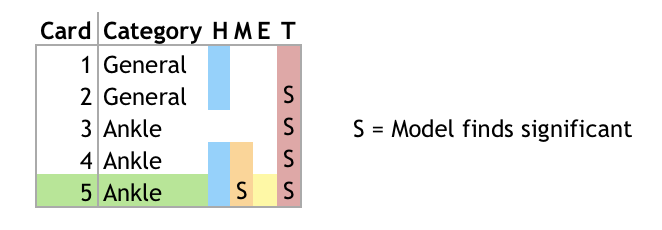 Card Category H M E T
1 General
2 General S
3 Ankle S
S = Model finds significant
4 Ankle S
5 Ankle S S